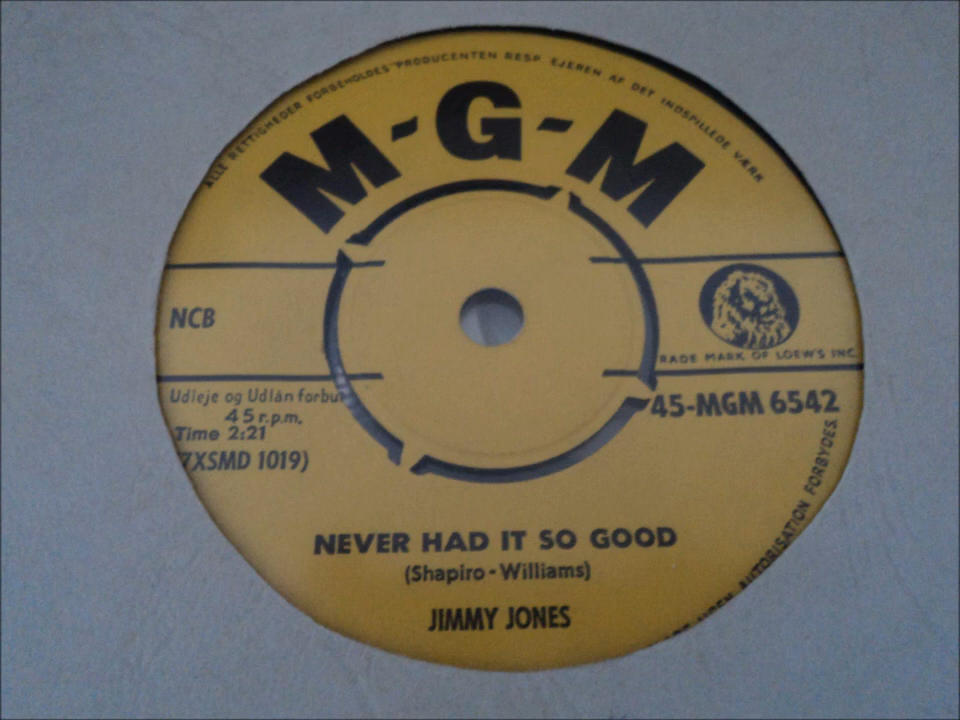 ALLE RETTIGHEDER FORBEHOLDES PRODUCENTEN RESP. EJEREN AF DET INDSPILLEDE VÆRK
M-G-M
NCB
TRADE MARK OF LOEW'S INC.
Udleje og Udlån forbu
45 r.p.m.
Time 2:21
7XSMD 1019)
45-MGM 6542
AUTORISATION FORBYDES.
NEVER HAD IT SO GOOD
(Shapiro - Williams)
JIMMY JONES